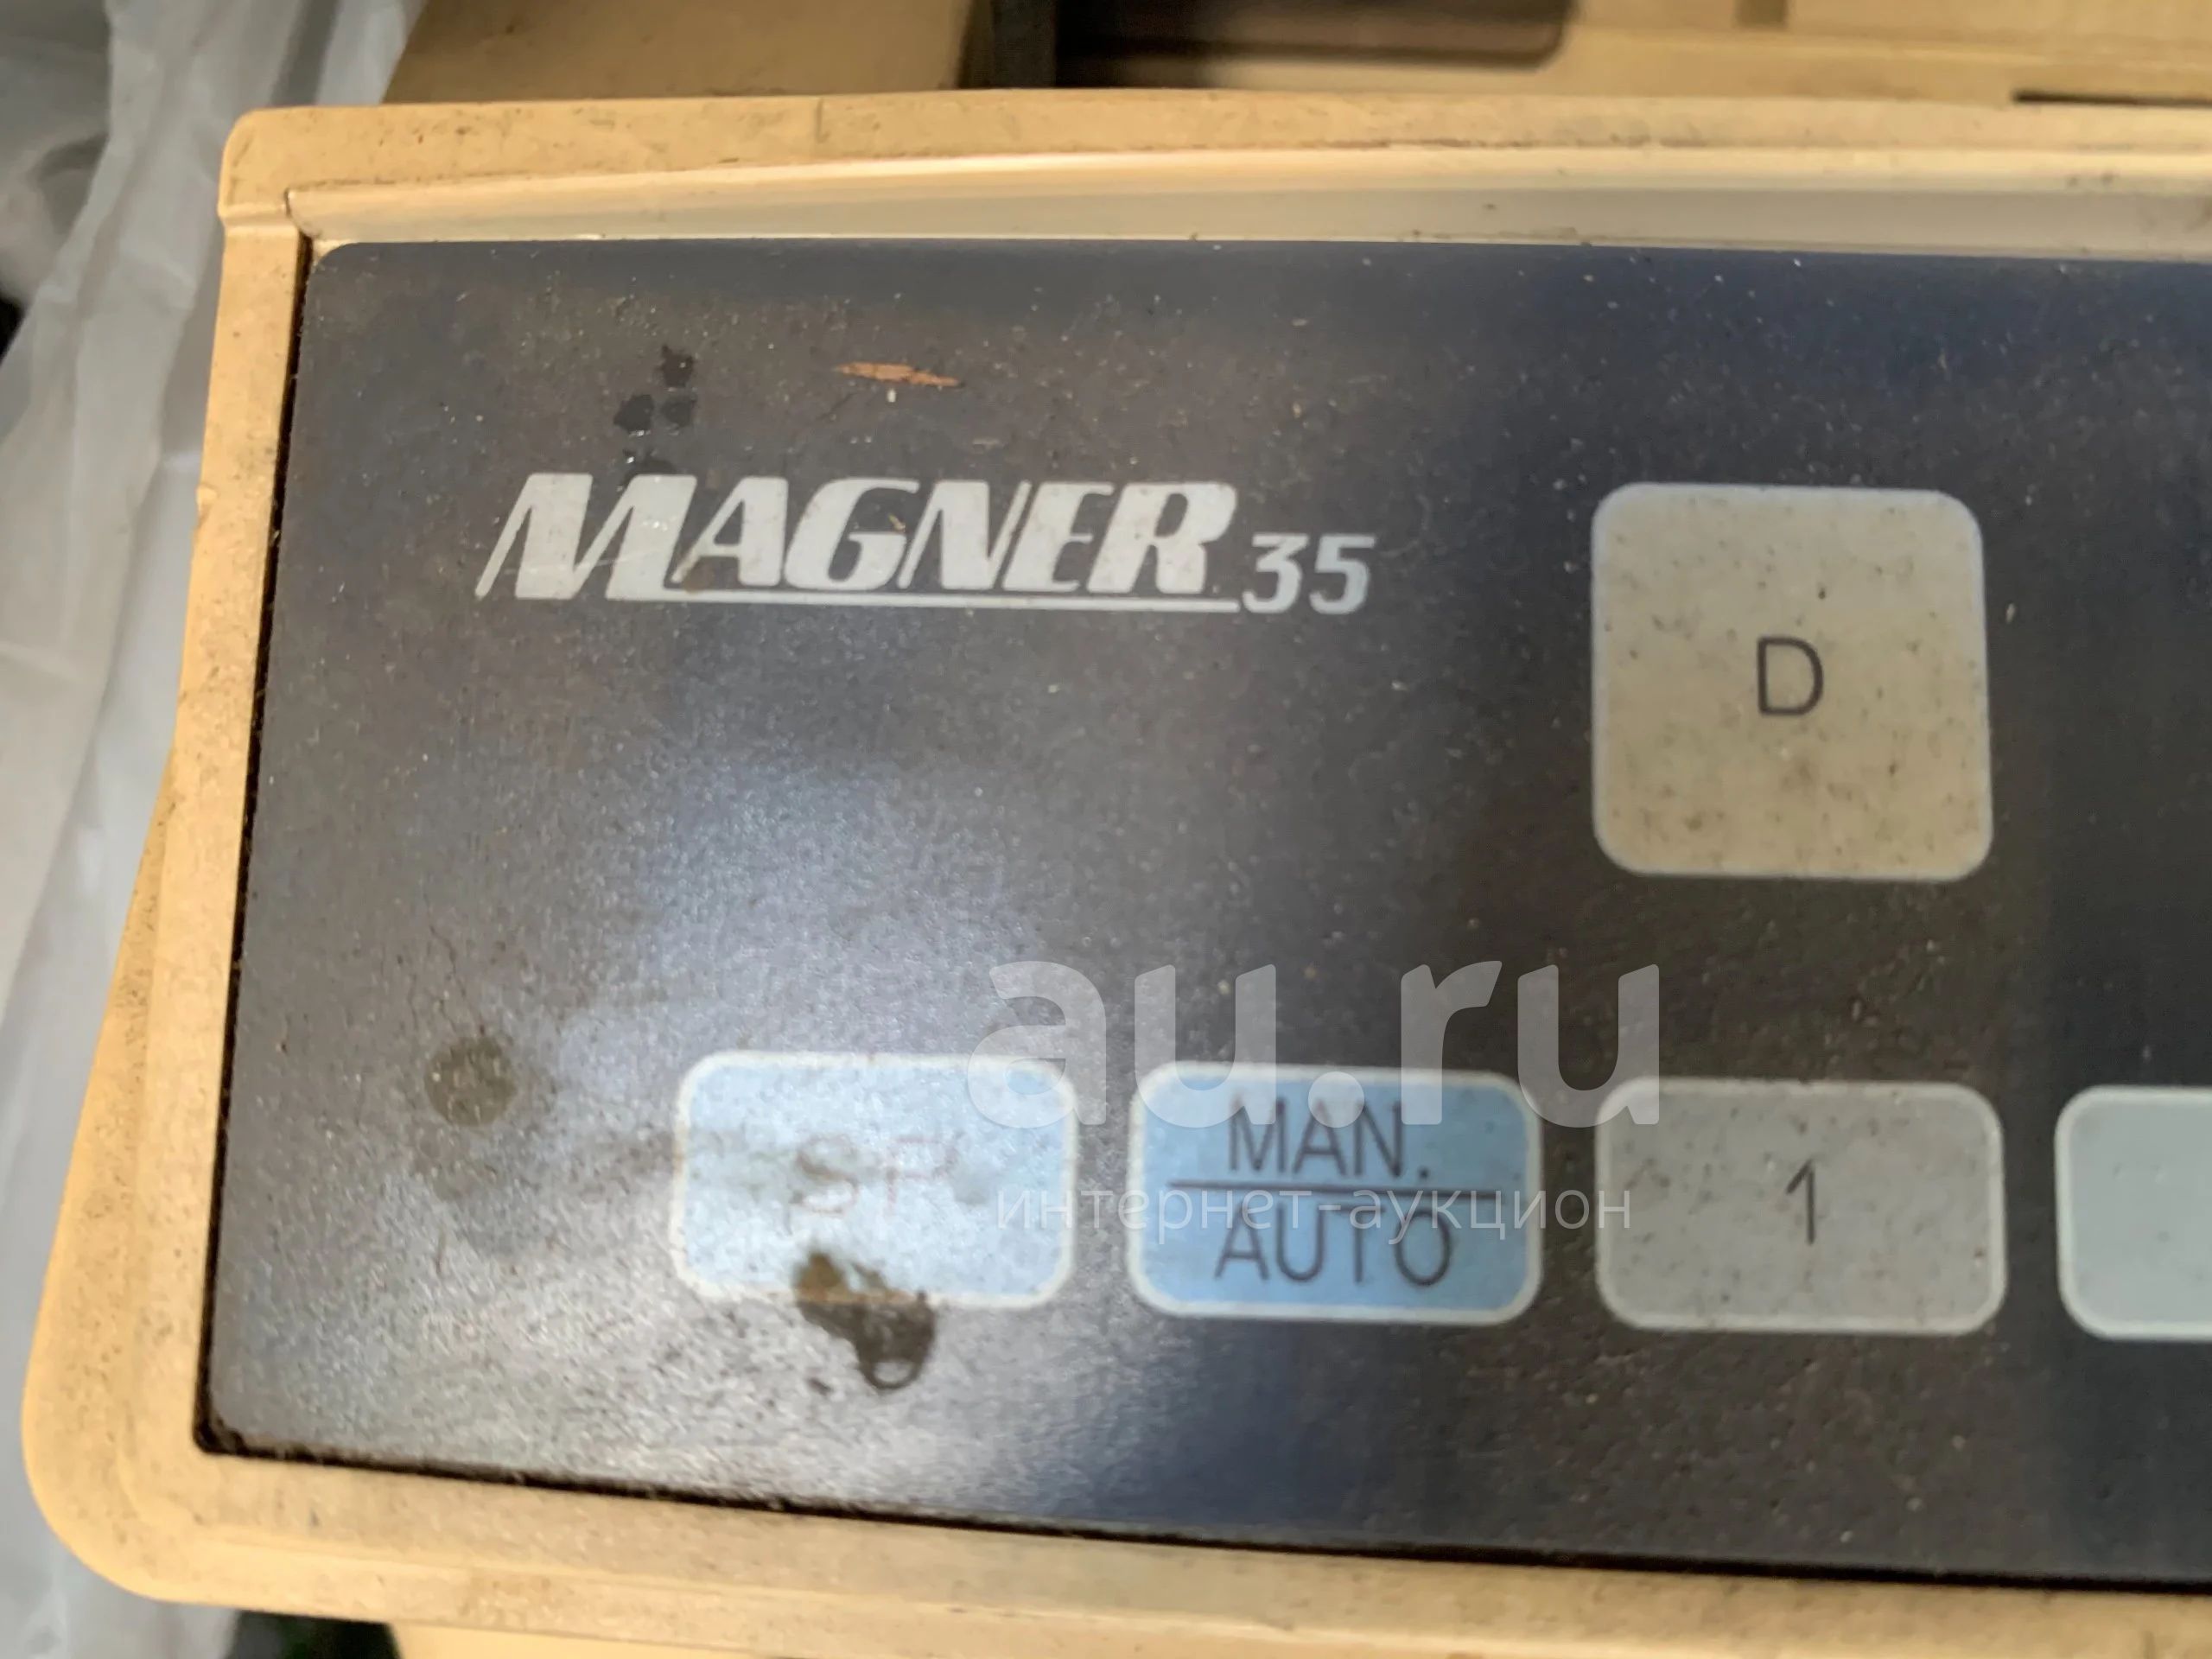 MAGNER 35
D
au.ru
SP
MAN.
AUTO
1
интернет-аукцион